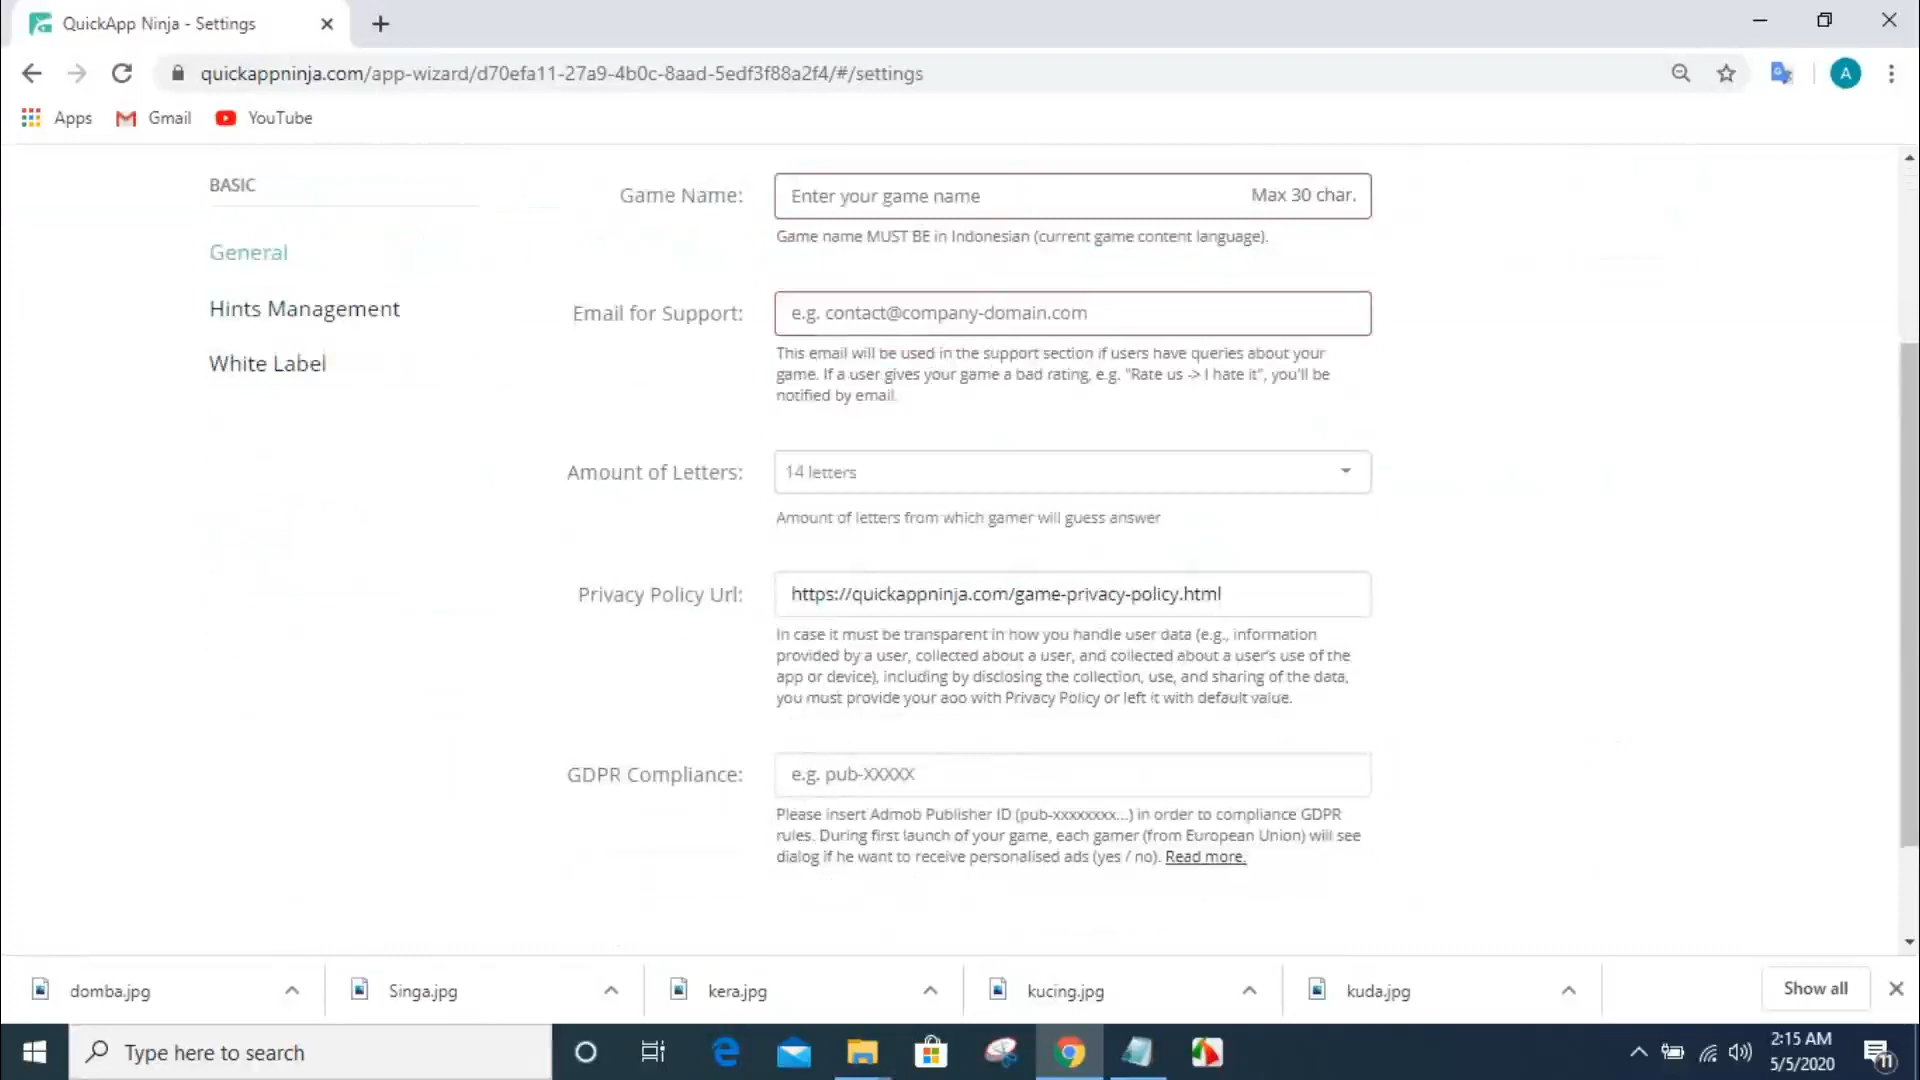 QuickApp Ninja - Settings
quickappninja.com/app-wizard/d70efa11-27a9-4b0c-8aad-5edf3f88a2f4/#/settings
A
Apps
Gmail
YouTube
BASIC
General
Hints Management
White Label
Game Name:
Enter your game name
Max 30 char.
Game name MUST BE in Indonesian (current game content language).
Email for Support:
e.g. contact@company-domain.com
This email will be used in the support section if users have queries about your
game. If a user gives your game a bad rating, e.g. "Rate us -> I hate it", you'll be
notified by email.
Amount of Letters:
14 letters
Amount of letters from which gamer will guess answer
Privacy Policy Url:
https://quickappninja.com/game-privacy-policy.html
In case it must be transparent in how you handle user data (e.g., information
provided by a user, collected about a user, and collected about a user's use of the
app or device), including by disclosing the collection, use, and sharing of the data,
you must provide your aoo with Privacy Policy or left it with default value.
GDPR Compliance:
e.g. pub-XXXXX
Please insert Admob Publisher ID (pub-xxxxxxxx...) in order to compliance GDPR
rules. During first launch of your game, each gamer (from European Union) will see
dialog if he want to receive personalised ads (yes / no). Read more.
domba.jpg
Singa.jpg
kera.jpg
kucing.jpg
kuda.jpg
Show all
Type here to search
2:15 AM
5/5/2020
11